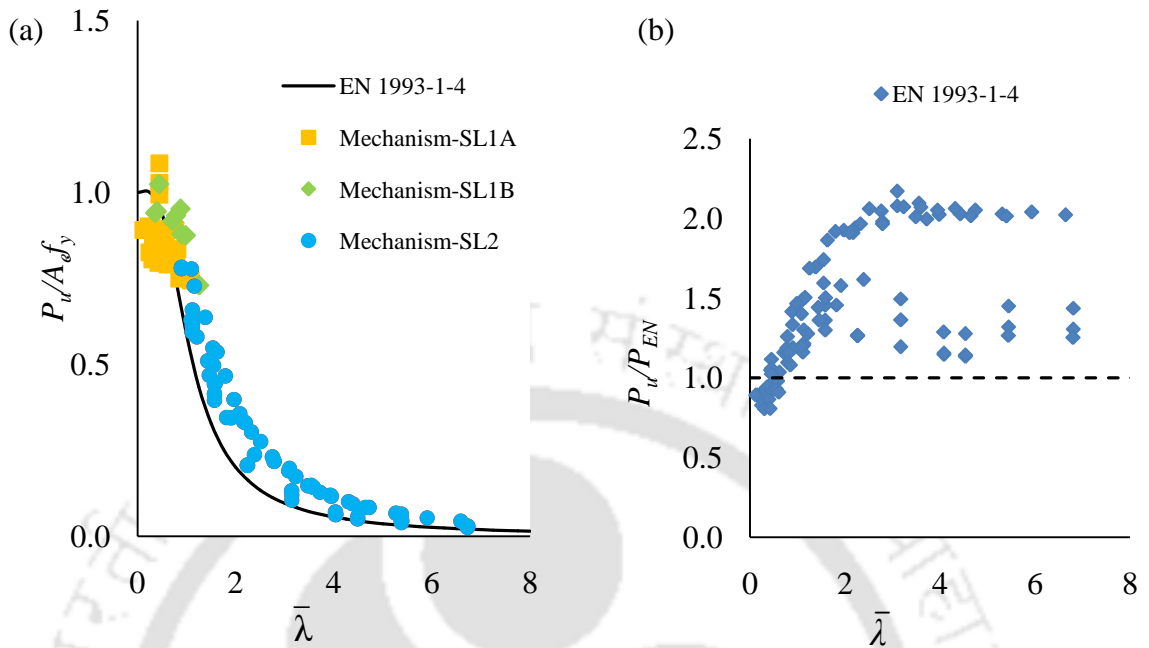 (a)
1.5
1.0
0.5
0.0
P_u/A_e f_y
EN 1993-1-4
Mechanism-SL1A
Mechanism-SL1B
Mechanism-SL2
0 2 4 6 8
λ̅
(b)
EN 1993-1-4
2.5
2.0
1.5
1.0
0.5
0.0
P_u/P_EN
0 2 4 6 8
λ̅